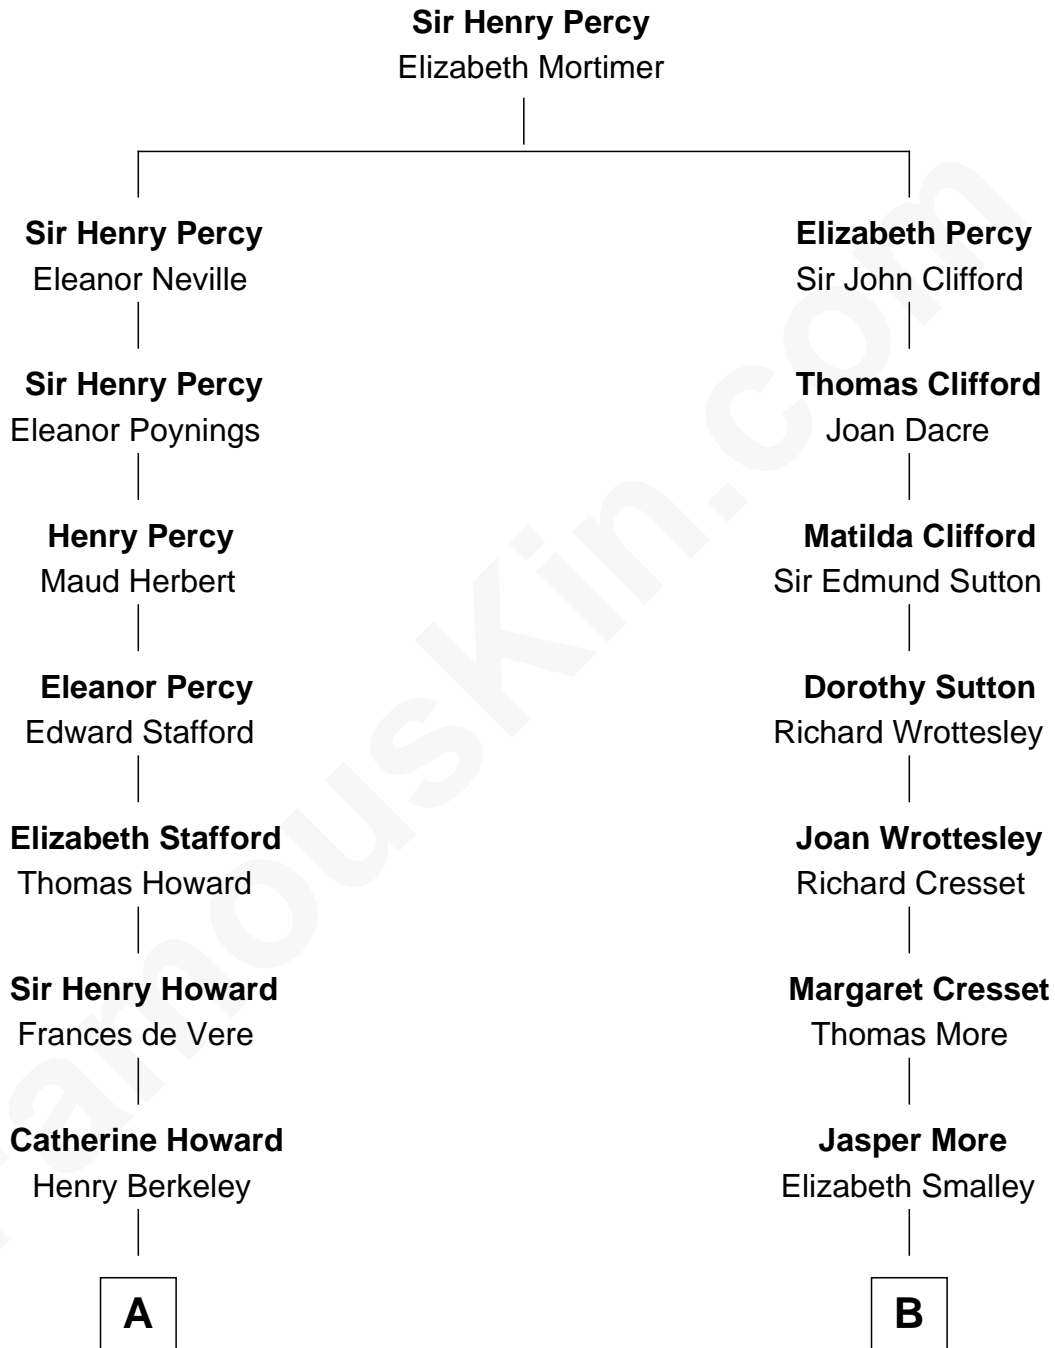 Sir Henry Percy
Elizabeth Mortimer
Sir Henry Percy
Eleanor Neville
Sir Henry Percy
Eleanor Poynings
Henry Percy
Maud Herbert
Eleanor Percy
Edward Stafford
Elizabeth Stafford
Thomas Howard
Sir Henry Howard
Frances de Vere
Catherine Howard
Henry Berkeley
A
Elizabeth Percy
Sir John Clifford
Thomas Clifford
Joan Dacre
Matilda Clifford
Sir Edmund Sutton
Dorothy Sutton
Richard Wrottesley
Joan Wrottesley
Richard Cresset
Margaret Cresset
Thomas More
Jasper More
Elizabeth Smalley
B
FamousKin.com